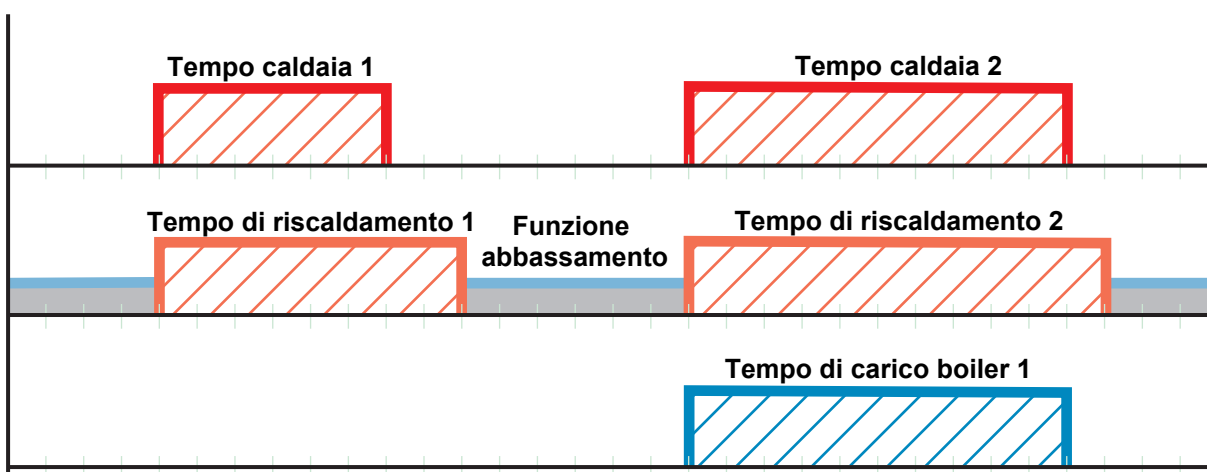 Tempo caldaia 1
Tempo caldaia 2
Tempo di riscaldamento 1
Funzione
abbassamento
Tempo di riscaldamento 2
Tempo di carico boiler 1